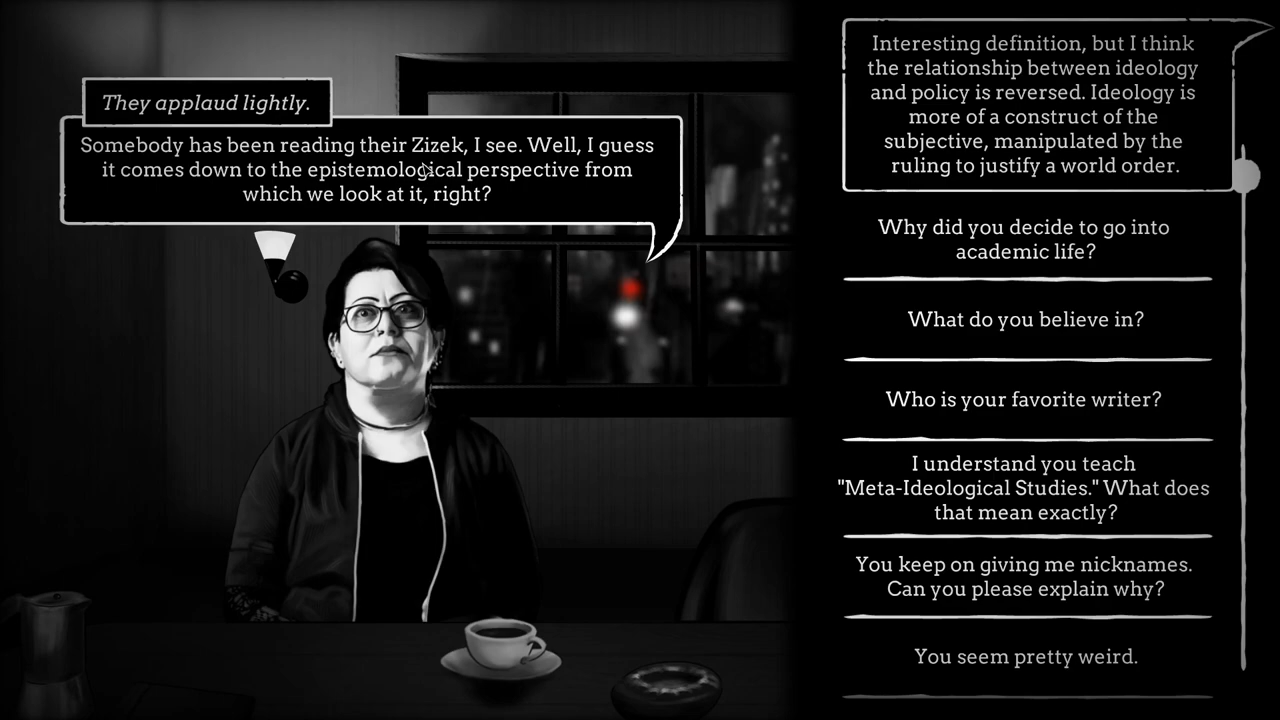 They applaud lightly.
Somebody has been reading their Zizek, I see. Well, I guess
it comes down to the epistemological perspective from
which we look at it, right?
Interesting definition, but I think
the relationship between ideology
and policy is reversed. Ideology is
more of a construct of the
subjective, manipulated by the
ruling to justify a world order.
Why did you decide to go into
academic life?
What do you believe in?
Who is your favorite writer?
I understand you teach
"Meta-Ideological Studies." What does
that mean exactly?
You keep on giving me nicknames.
Can you please explain why?
You seem pretty weird.